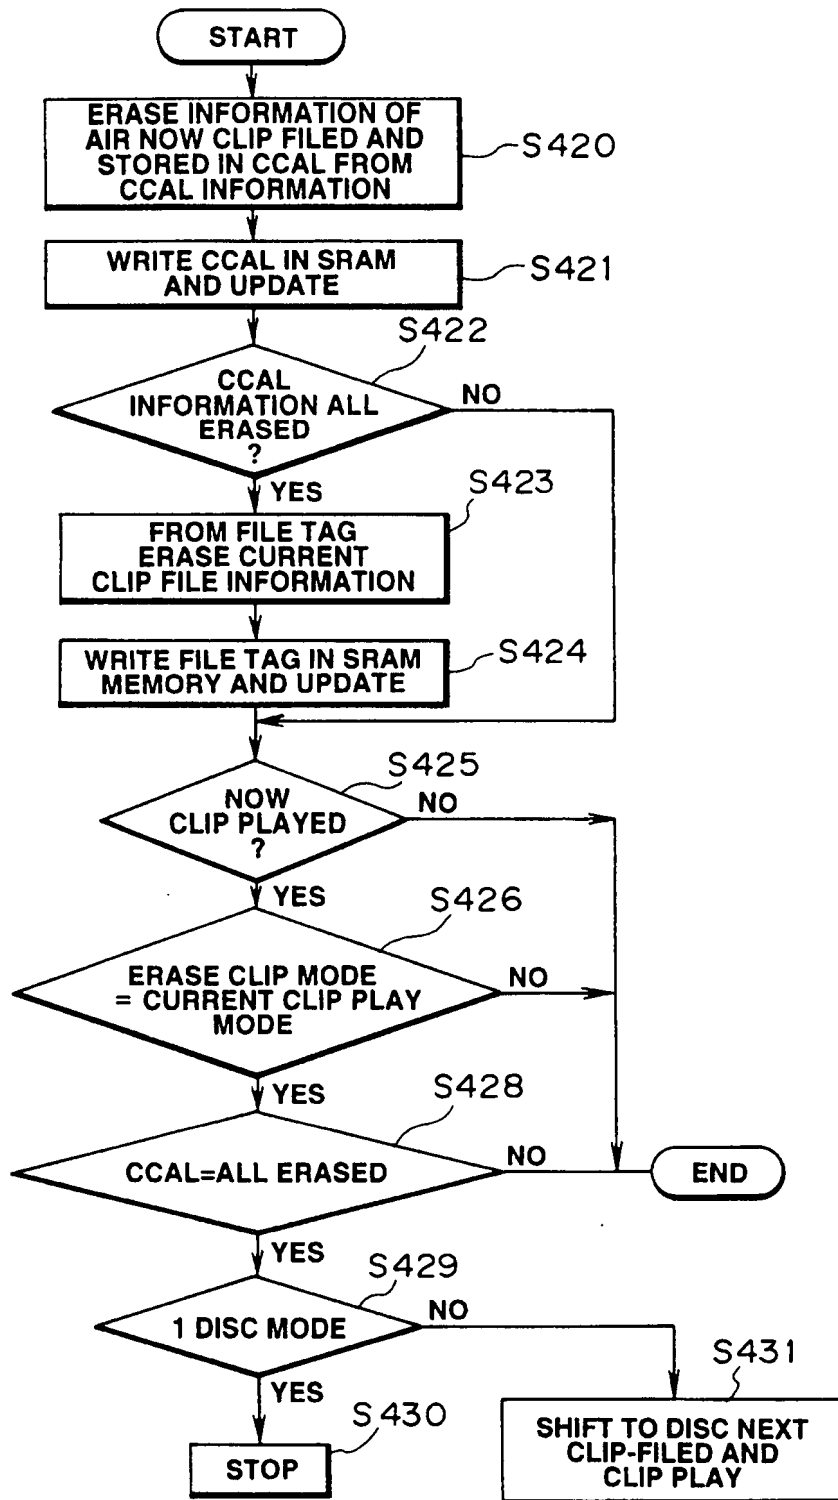 START
ERASE INFORMATION OF
AIR NOW CLIP FILED AND
STORED IN CCAL FROM
CCAL INFORMATION
S420
WRITE CCAL IN SRAM
AND UPDATE
S421
S422
CCAL
INFORMATION ALL
ERASED
?
NO
YES
S423
FROM FILE TAG
ERASE CURRENT
CLIP FILE INFORMATION
WRITE FILE TAG IN SRAM
MEMORY AND UPDATE
S424
S425
NOW
CLIP PLAYED
?
NO
YES
S426
ERASE CLIP MODE
= CURRENT CLIP PLAY
MODE
NO
YES
S428
CCAL=ALL ERASED
NO
END
YES
S429
1 DISC MODE
NO
YES
S430
STOP
S431
SHIFT TO DISC NEXT
CLIP-FILED AND
CLIP PLAY